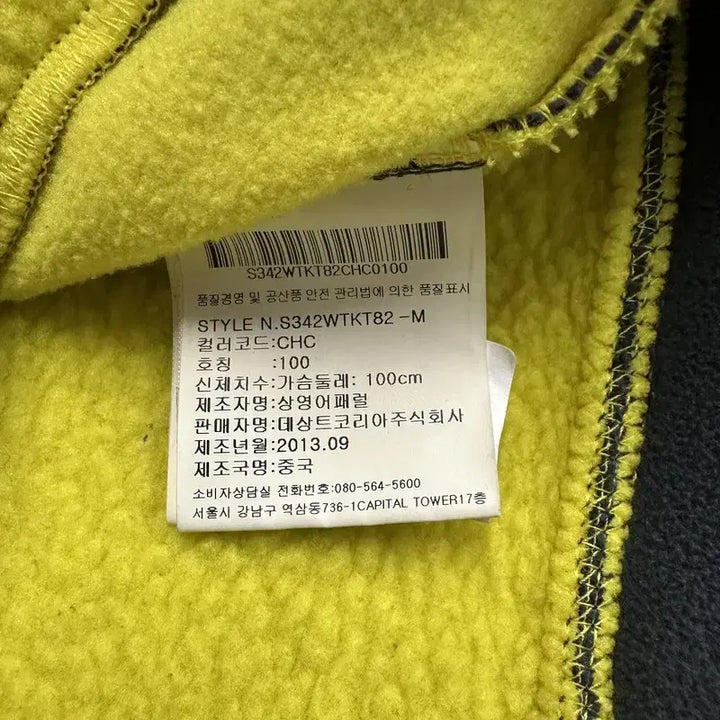 S342WTKT82CHC0100
품질경영 및 공산품 안전 관리법에 의한 품질표시
STYLE N.S342WTKT82 -M
컬러코드:CHC
호칭 :100
신체치수:가슴둘레: 100cm
제조자명:상영어패럴
판매자명:데상트코리아주식회사
제조년월:2013.09
제조국명:중국
소비자상담실 전화번호:080-564-5600
서울시 강남구 역삼동736-1CAPITAL TOWER17층